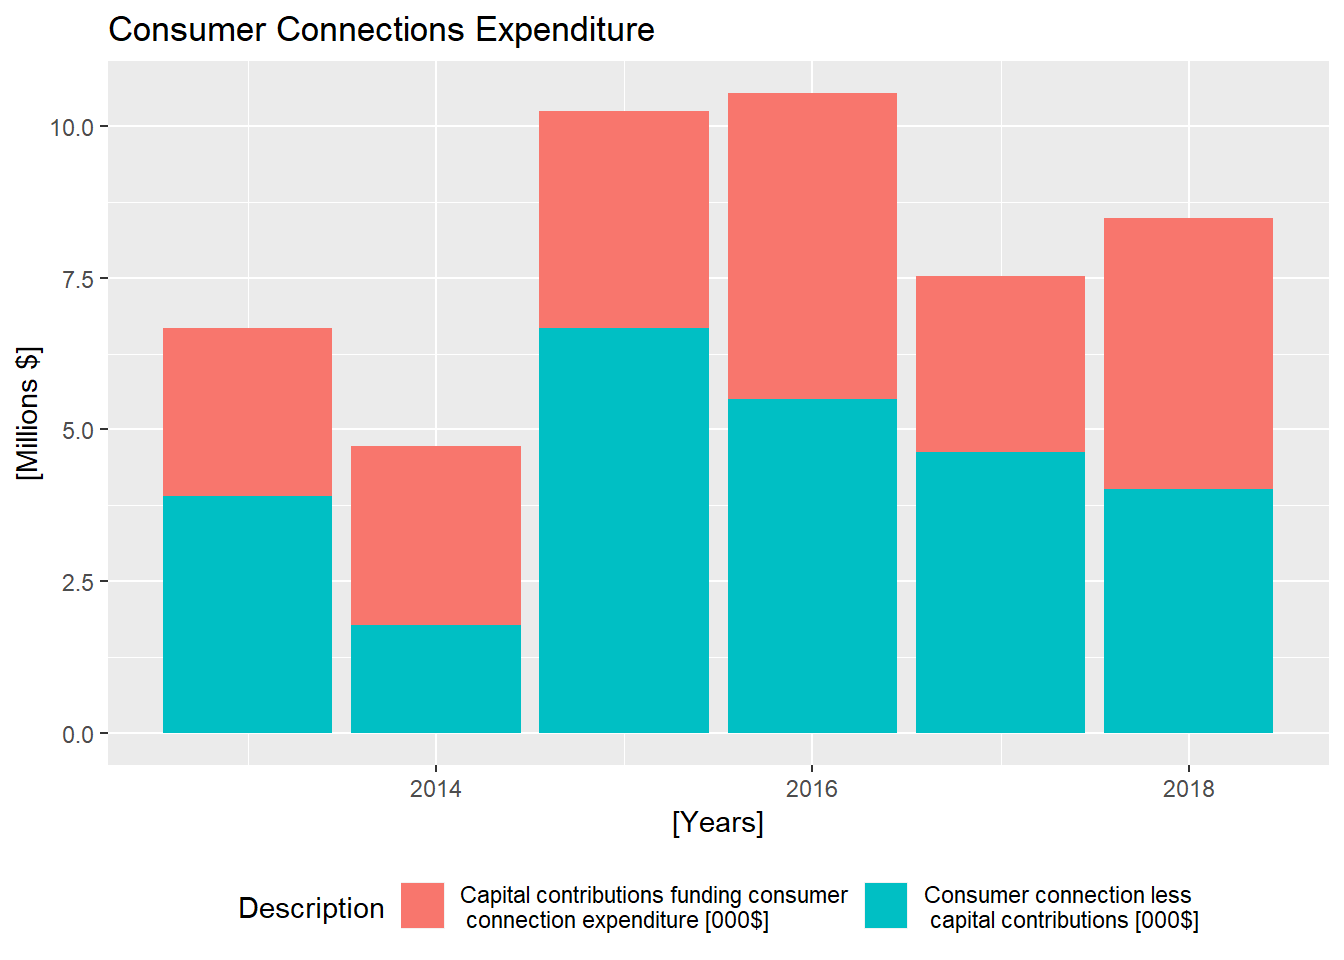 Consumer Connections Expenditure
[Millions $]
10.0
7.5
5.0
2.5
0.0
2014
2016
2018
[Years]
Description
Capital contributions funding consumer
connection expenditure [000$]
Consumer connection less
capital contributions [000$]